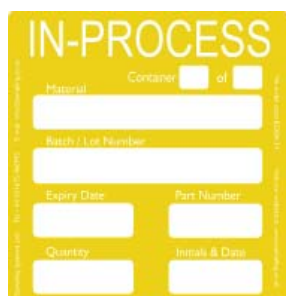 IN-PROCESS
Container of
Material
Batch / Lot Number
Expiry Date Part Number
Quantity Initials & Date